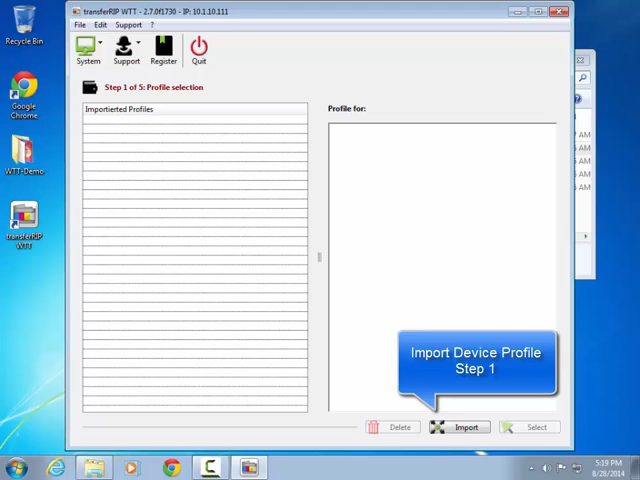 Recycle Bin
Google
Chrome
WTT-Demo
transferRIP
WTT
transferRIP WTT - 2.7.0f1730 - IP: 10.1.10.111
File Edit Support ?
System Support Register Quit
Step 1 of 5: Profile selection
Importierted Profiles
Profile for:
Import Device Profile
Step 1
Delete Import Select
5:19 PM
6/28/2014